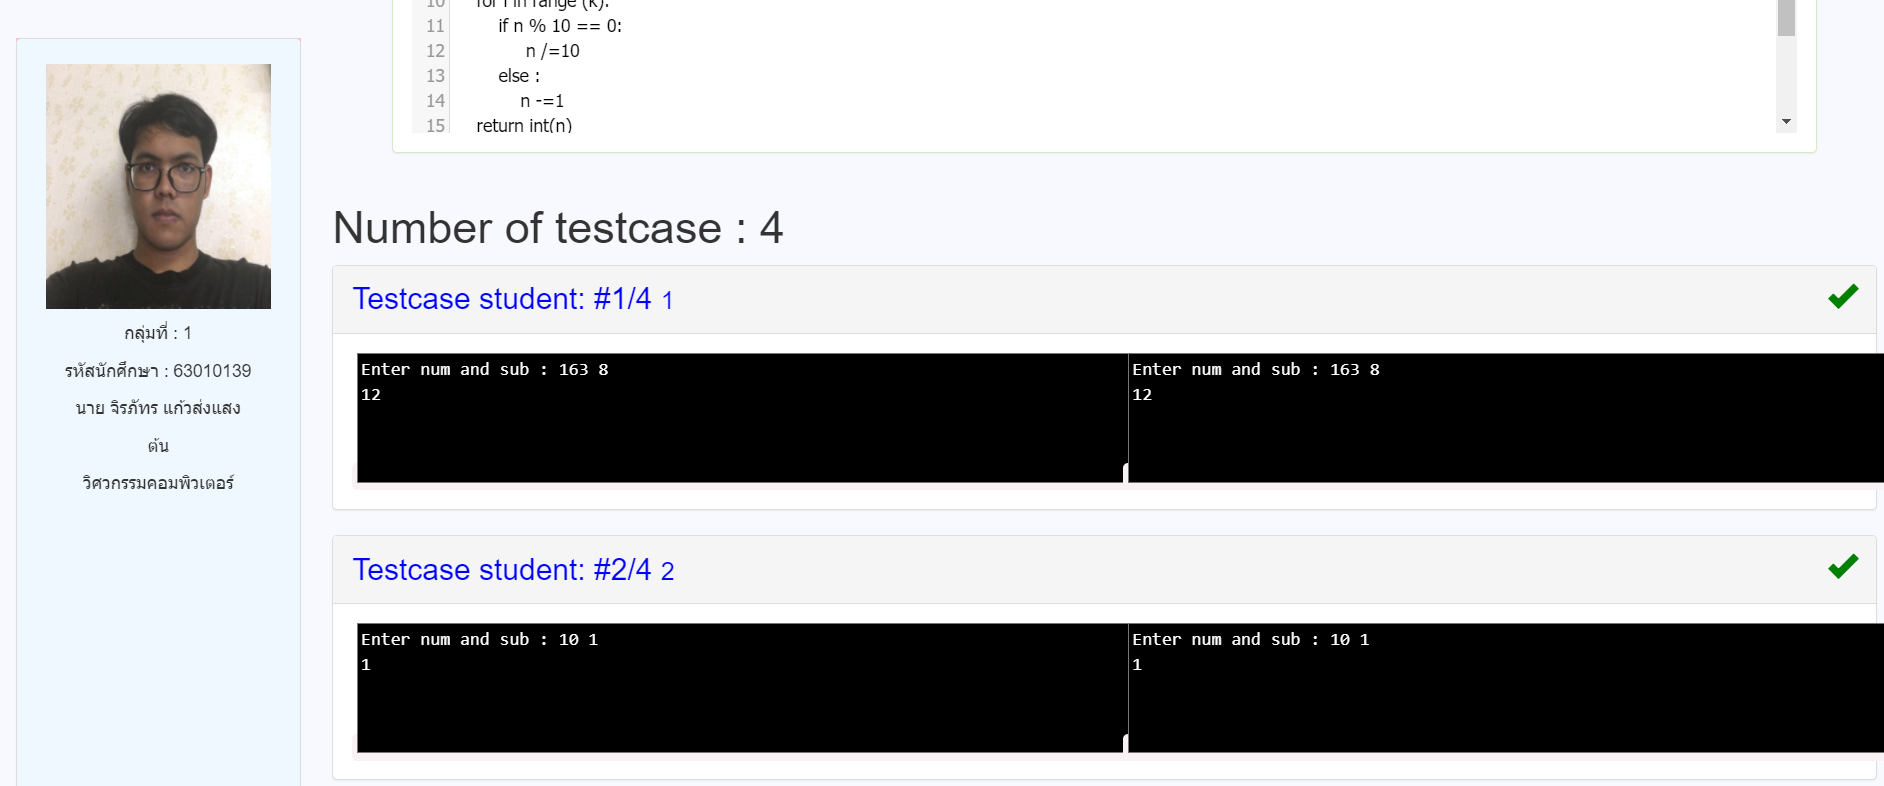 10 for i in range (k):
11 if n % 10 == 0:
12 n /=10
13 else :
14 n -=1
15 return int(n)
กลุ่มที่ : 1
รหัสนักศึกษา : 63010139
นาย จิรภัทร แก้วส่งแสง
ต้น
วิศวกรรมคอมพิวเตอร์
Number of testcase : 4
Testcase student: #1/4 1
Enter num and sub : 163 8
12
Enter num and sub : 163 8
12
Testcase student: #2/4 2
Enter num and sub : 10 1
1
Enter num and sub : 10 1
1